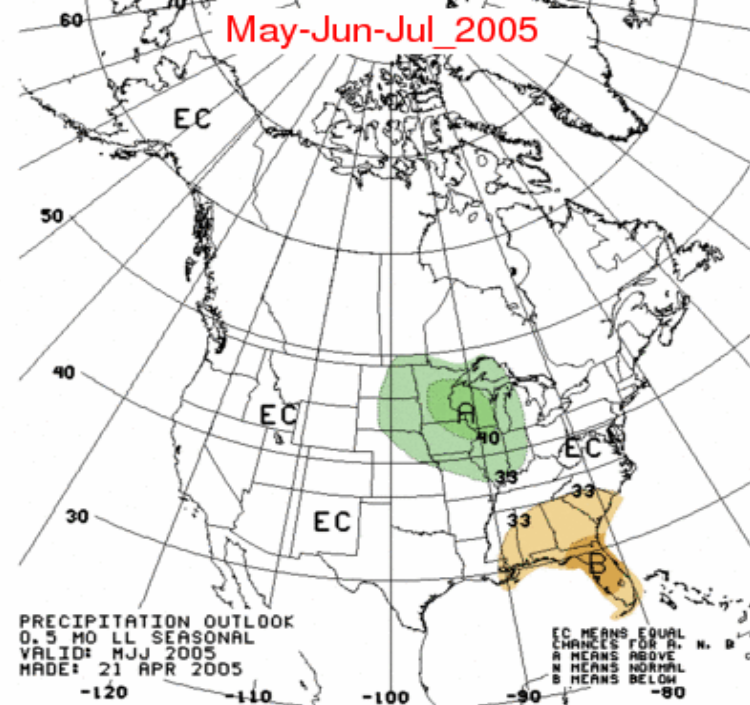 70
60
May-Jun-Jul_2005
EC
50
40
A
EC
40
EC
33
33
30
33
EC
B
PRECIPITATION OUTLOOK
0.5 MO LL SEASONAL
VALID: MJJ 2005
MADE: 21 APR 2005
EC MEANS EQUAL
CHANCES FOR A, N, B
A MEANS ABOVE
N MEANS NORMAL
B MEANS BELOW
-120
-110
-100
-90
-80